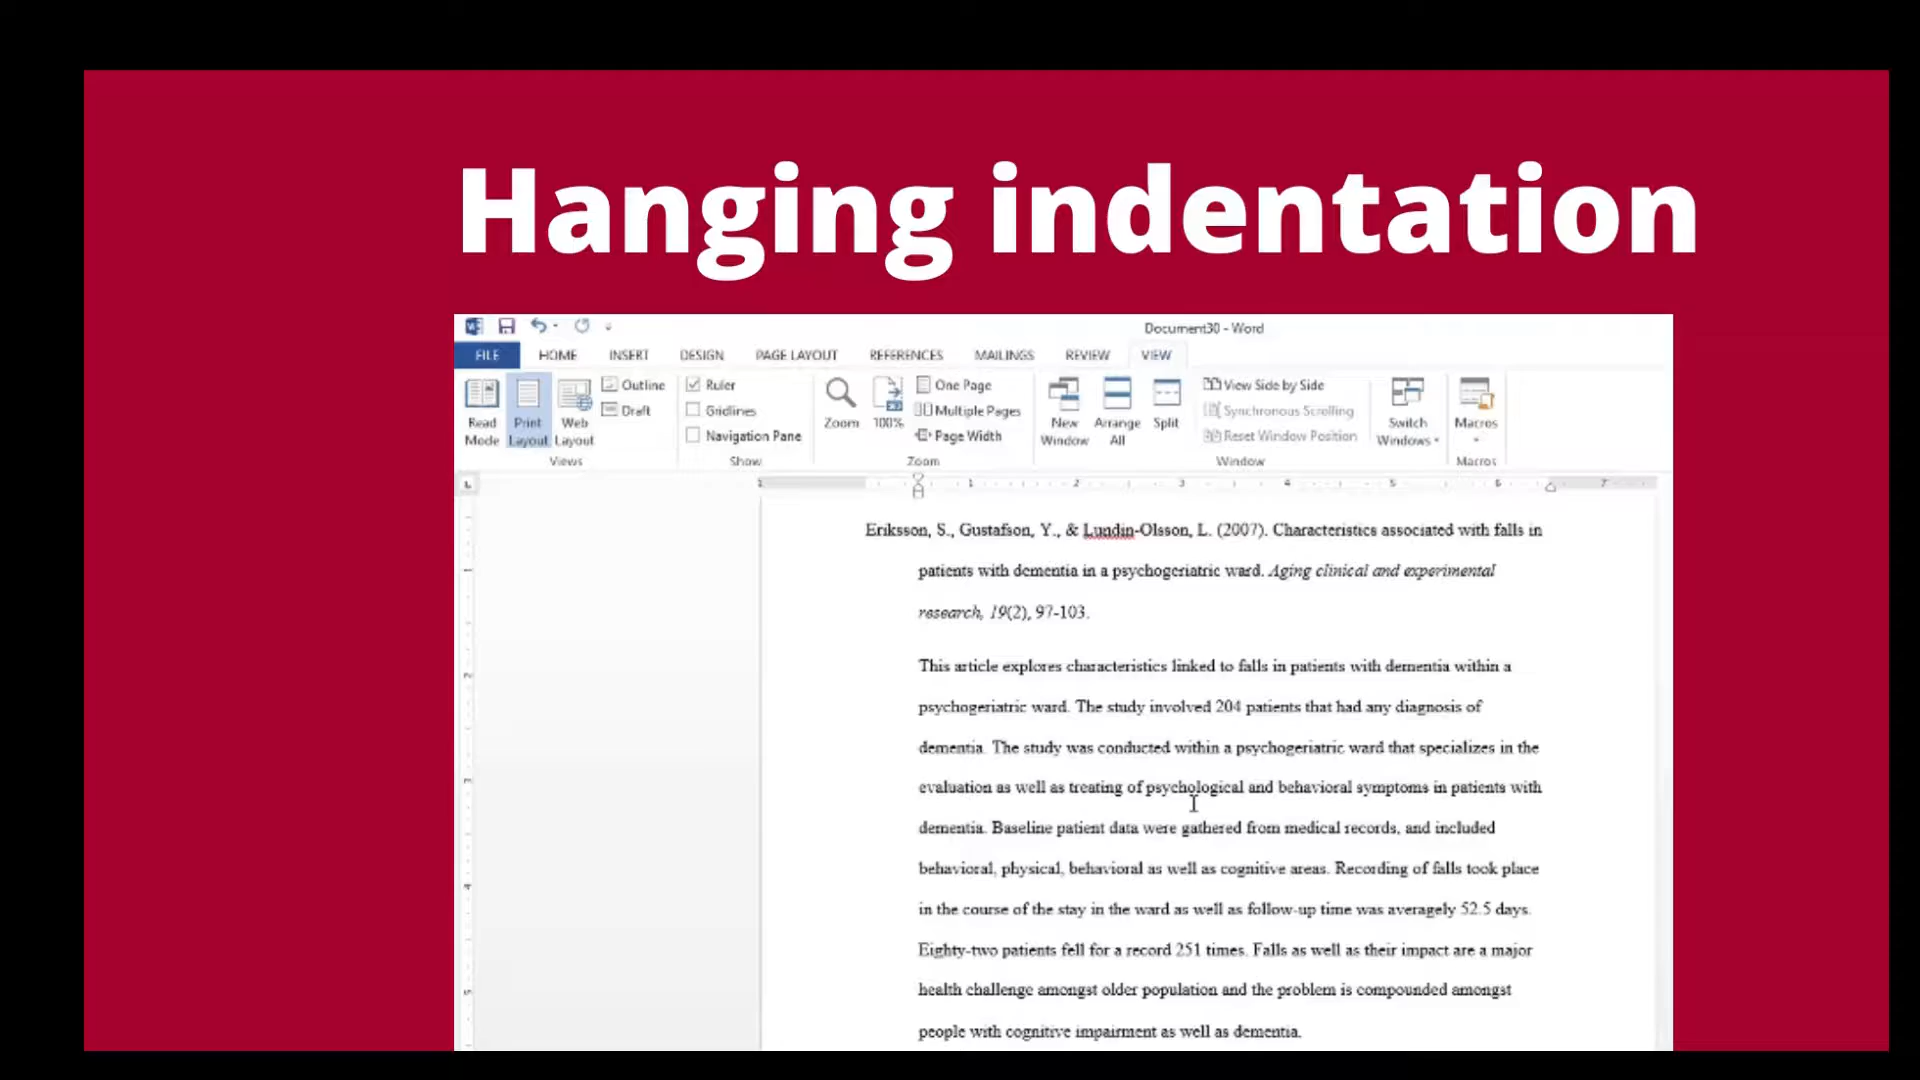 Hanging indentation
Document30 - Word
FILE HOME INSERT DESIGN PAGE LAYOUT REFERENCES MAILINGS REVIEW VIEW
Read Mode
Print Layout
Web Layout
Outline
Draft
Views
Ruler
Gridlines
Navigation Pane
Show
Zoom
100%
One Page
Multiple Pages
Page Width
Zoom
New Window
Arrange All
Split
View Side by Side
Synchronous Scrolling
Reset Window Position
Window
Switch Windows
Macros
Macros
1 1 2 3 4 5 6 7
Eriksson, S., Gustafson, Y., & Lundin-Olsson, L. (2007). Characteristics associated with falls in
patients with dementia in a psychogeriatric ward. Aging clinical and experimental
research, 19(2), 97-103.
This article explores characteristics linked to falls in patients with dementia within a
psychogeriatric ward. The study involved 204 patients that had any diagnosis of
dementia. The study was conducted within a psychogeriatric ward that specializes in the
evaluation as well as treating of psychological and behavioral symptoms in patients with
dementia. Baseline patient data were gathered from medical records, and included
behavioral, physical, behavioral as well as cognitive areas. Recording of falls took place
in the course of the stay in the ward as well as follow-up time was averagely 52.5 days.
Eighty-two patients fell for a record 251 times. Falls as well as their impact are a major
health challenge amongst older population and the problem is compounded amongst
people with cognitive impairment as well as dementia.